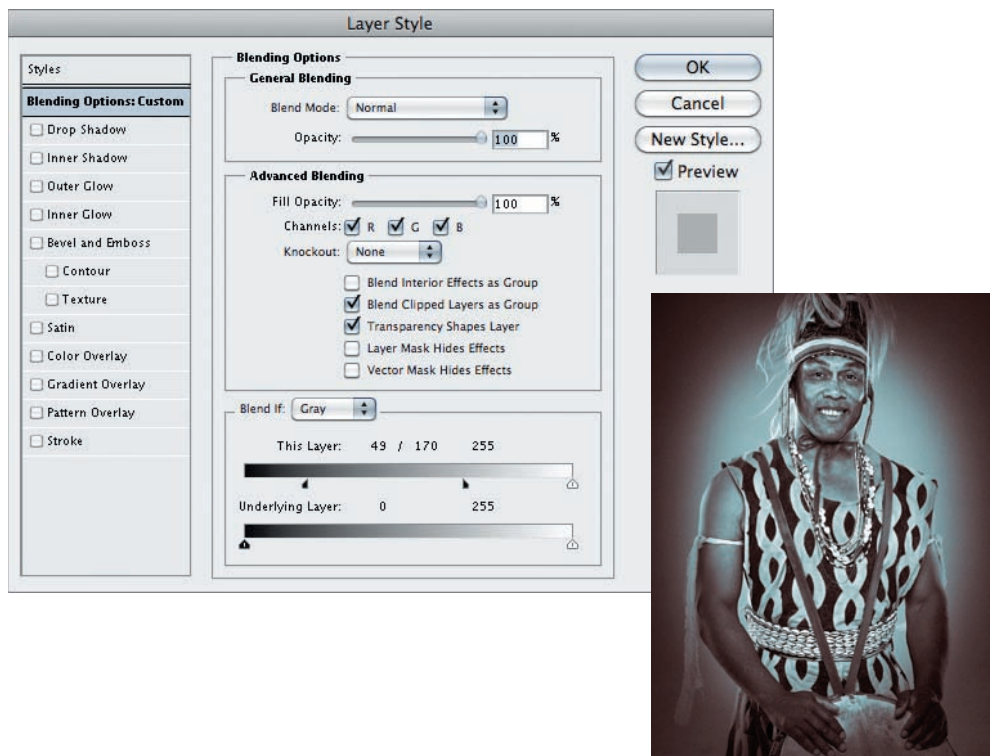 Layer Style
Styles
Blending Options: Custom
Drop Shadow
Inner Shadow
Outer Glow
Inner Glow
Bevel and Emboss
Contour
Texture
Satin
Color Overlay
Gradient Overlay
Pattern Overlay
Stroke
Blending Options
General Blending
Blend Mode: Normal
Opacity: 100 %
Advanced Blending
Fill Opacity: 100 %
Channels: R G B
Knockout: None
Blend Interior Effects as Group
Blend Clipped Layers as Group
Transparency Shapes Layer
Layer Mask Hides Effects
Vector Mask Hides Effects
Blend If: Gray
This Layer: 49 / 170 255
Underlying Layer: 0 255
OK
Cancel
New Style...
Preview